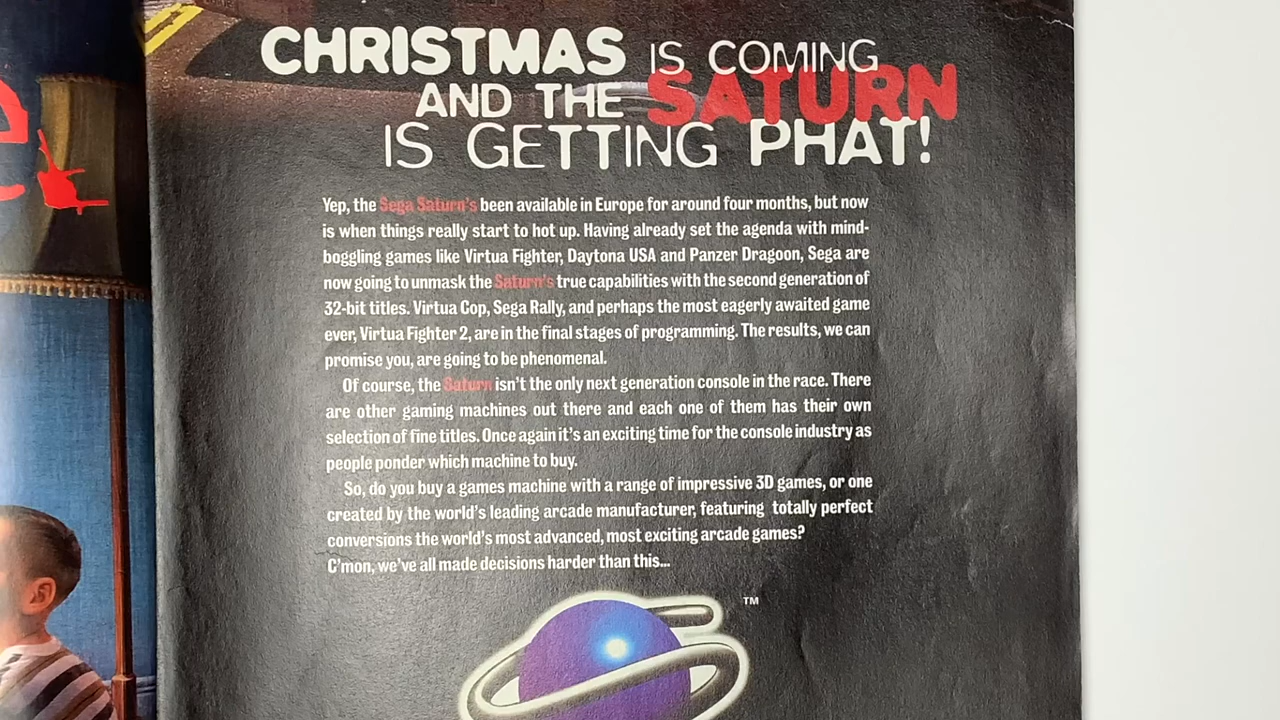 CHRISTMAS IS COMING
AND THE SATURN
IS GETTING PHAT!
Yep, the Sega Saturn's been available in Europe for around four months, but now
is when things really start to hot up. Having already set the agenda with mind-
boggling games like Virtua Fighter, Daytona USA and Panzer Dragoon, Sega are
now going to unmask the Saturn's true capabilities with the second generation of
32-bit titles. Virtua Cop, Sega Rally, and perhaps the most eagerly awaited game
ever, Virtua Fighter 2, are in the final stages of programming. The results, we can
promise you, are going to be phenomenal.
Of course, the Saturn isn't the only next generation console in the race. There
are other gaming machines out there and each one of them has their own
selection of fine titles. Once again it's an exciting time for the console industry as
people ponder which machine to buy.
So, do you buy a games machine with a range of impressive 3D games, or one
created by the world's leading arcade manufacturer, featuring totally perfect
conversions the world's most advanced, most exciting arcade games?
C'mon, we've all made decisions harder than this...
TM